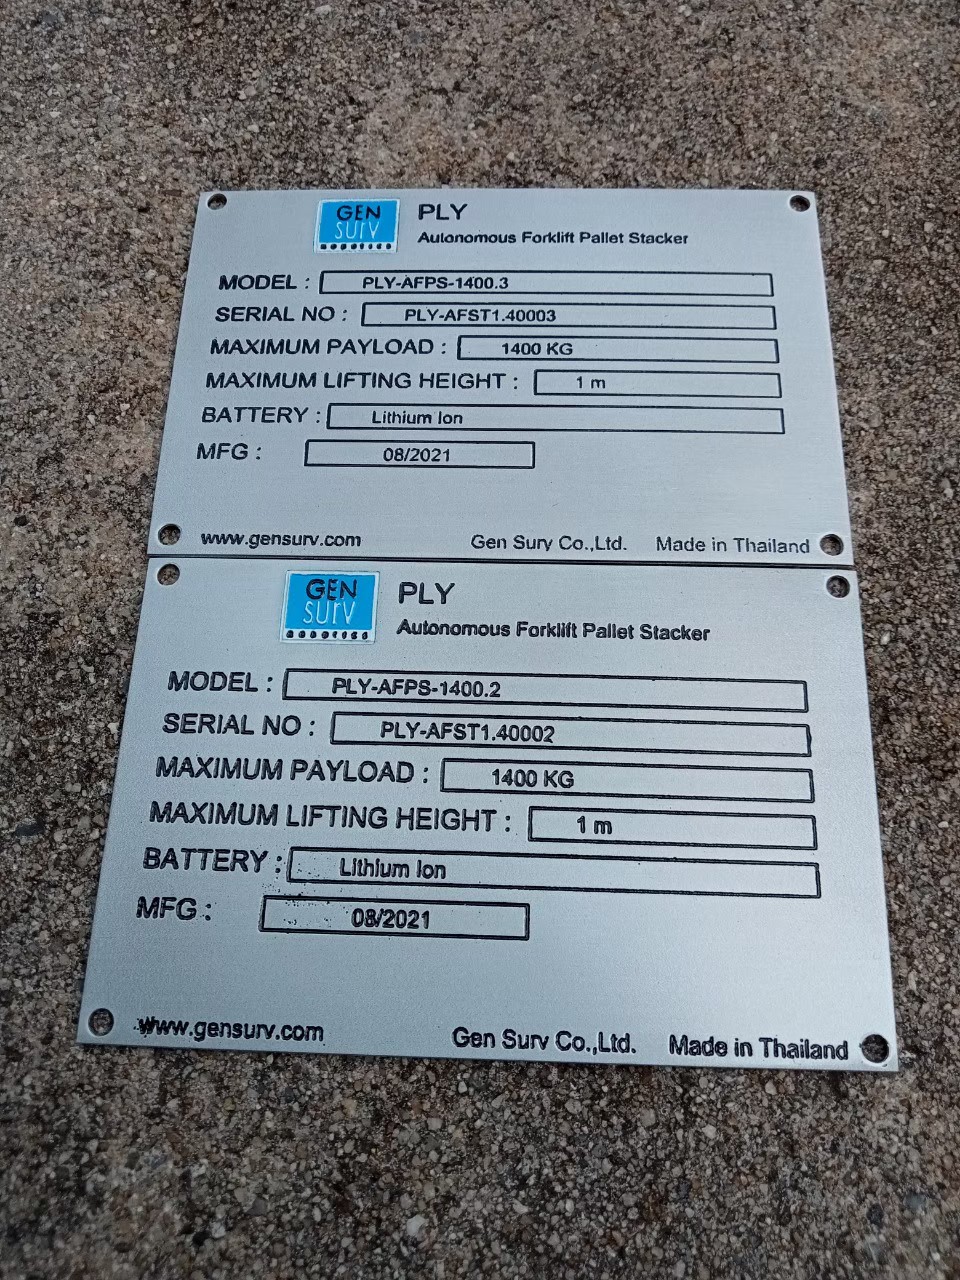 GEN
SURV
ROBOTICS
PLY
Autonomous Forklift Pallet Stacker
MODEL : PLY-AFPS-1400.3
SERIAL NO : PLY-AFST1.40003
MAXIMUM PAYLOAD : 1400 KG
MAXIMUM LIFTING HEIGHT : 1 m
BATTERY : Lithium Ion
MFG : 08/2021
www.gensurv.com Gen Surv Co.,Ltd. Made in Thailand
GEN
SURV
ROBOTICS
PLY
Autonomous Forklift Pallet Stacker
MODEL : PLY-AFPS-1400.2
SERIAL NO : PLY-AFST1.40002
MAXIMUM PAYLOAD : 1400 KG
MAXIMUM LIFTING HEIGHT : 1 m
BATTERY : Lithium Ion
MFG : 08/2021
www.gensurv.com Gen Surv Co.,Ltd. Made in Thailand